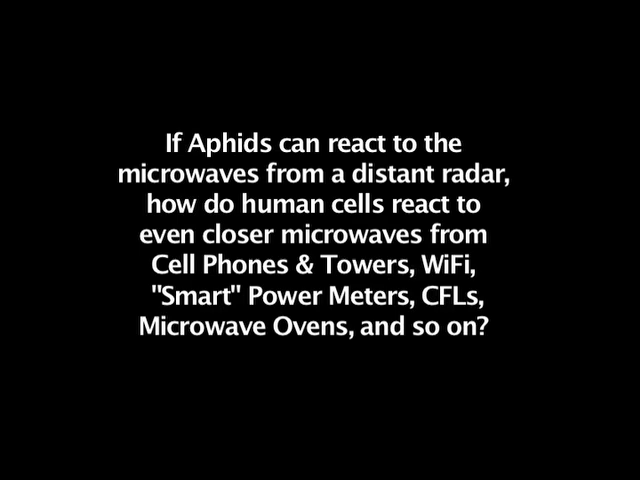 If Aphids can react to the
microwaves from a distant radar,
how do human cells react to
even closer microwaves from
Cell Phones & Towers, WiFi,
"Smart" Power Meters, CFLs,
Microwave Ovens, and so on?